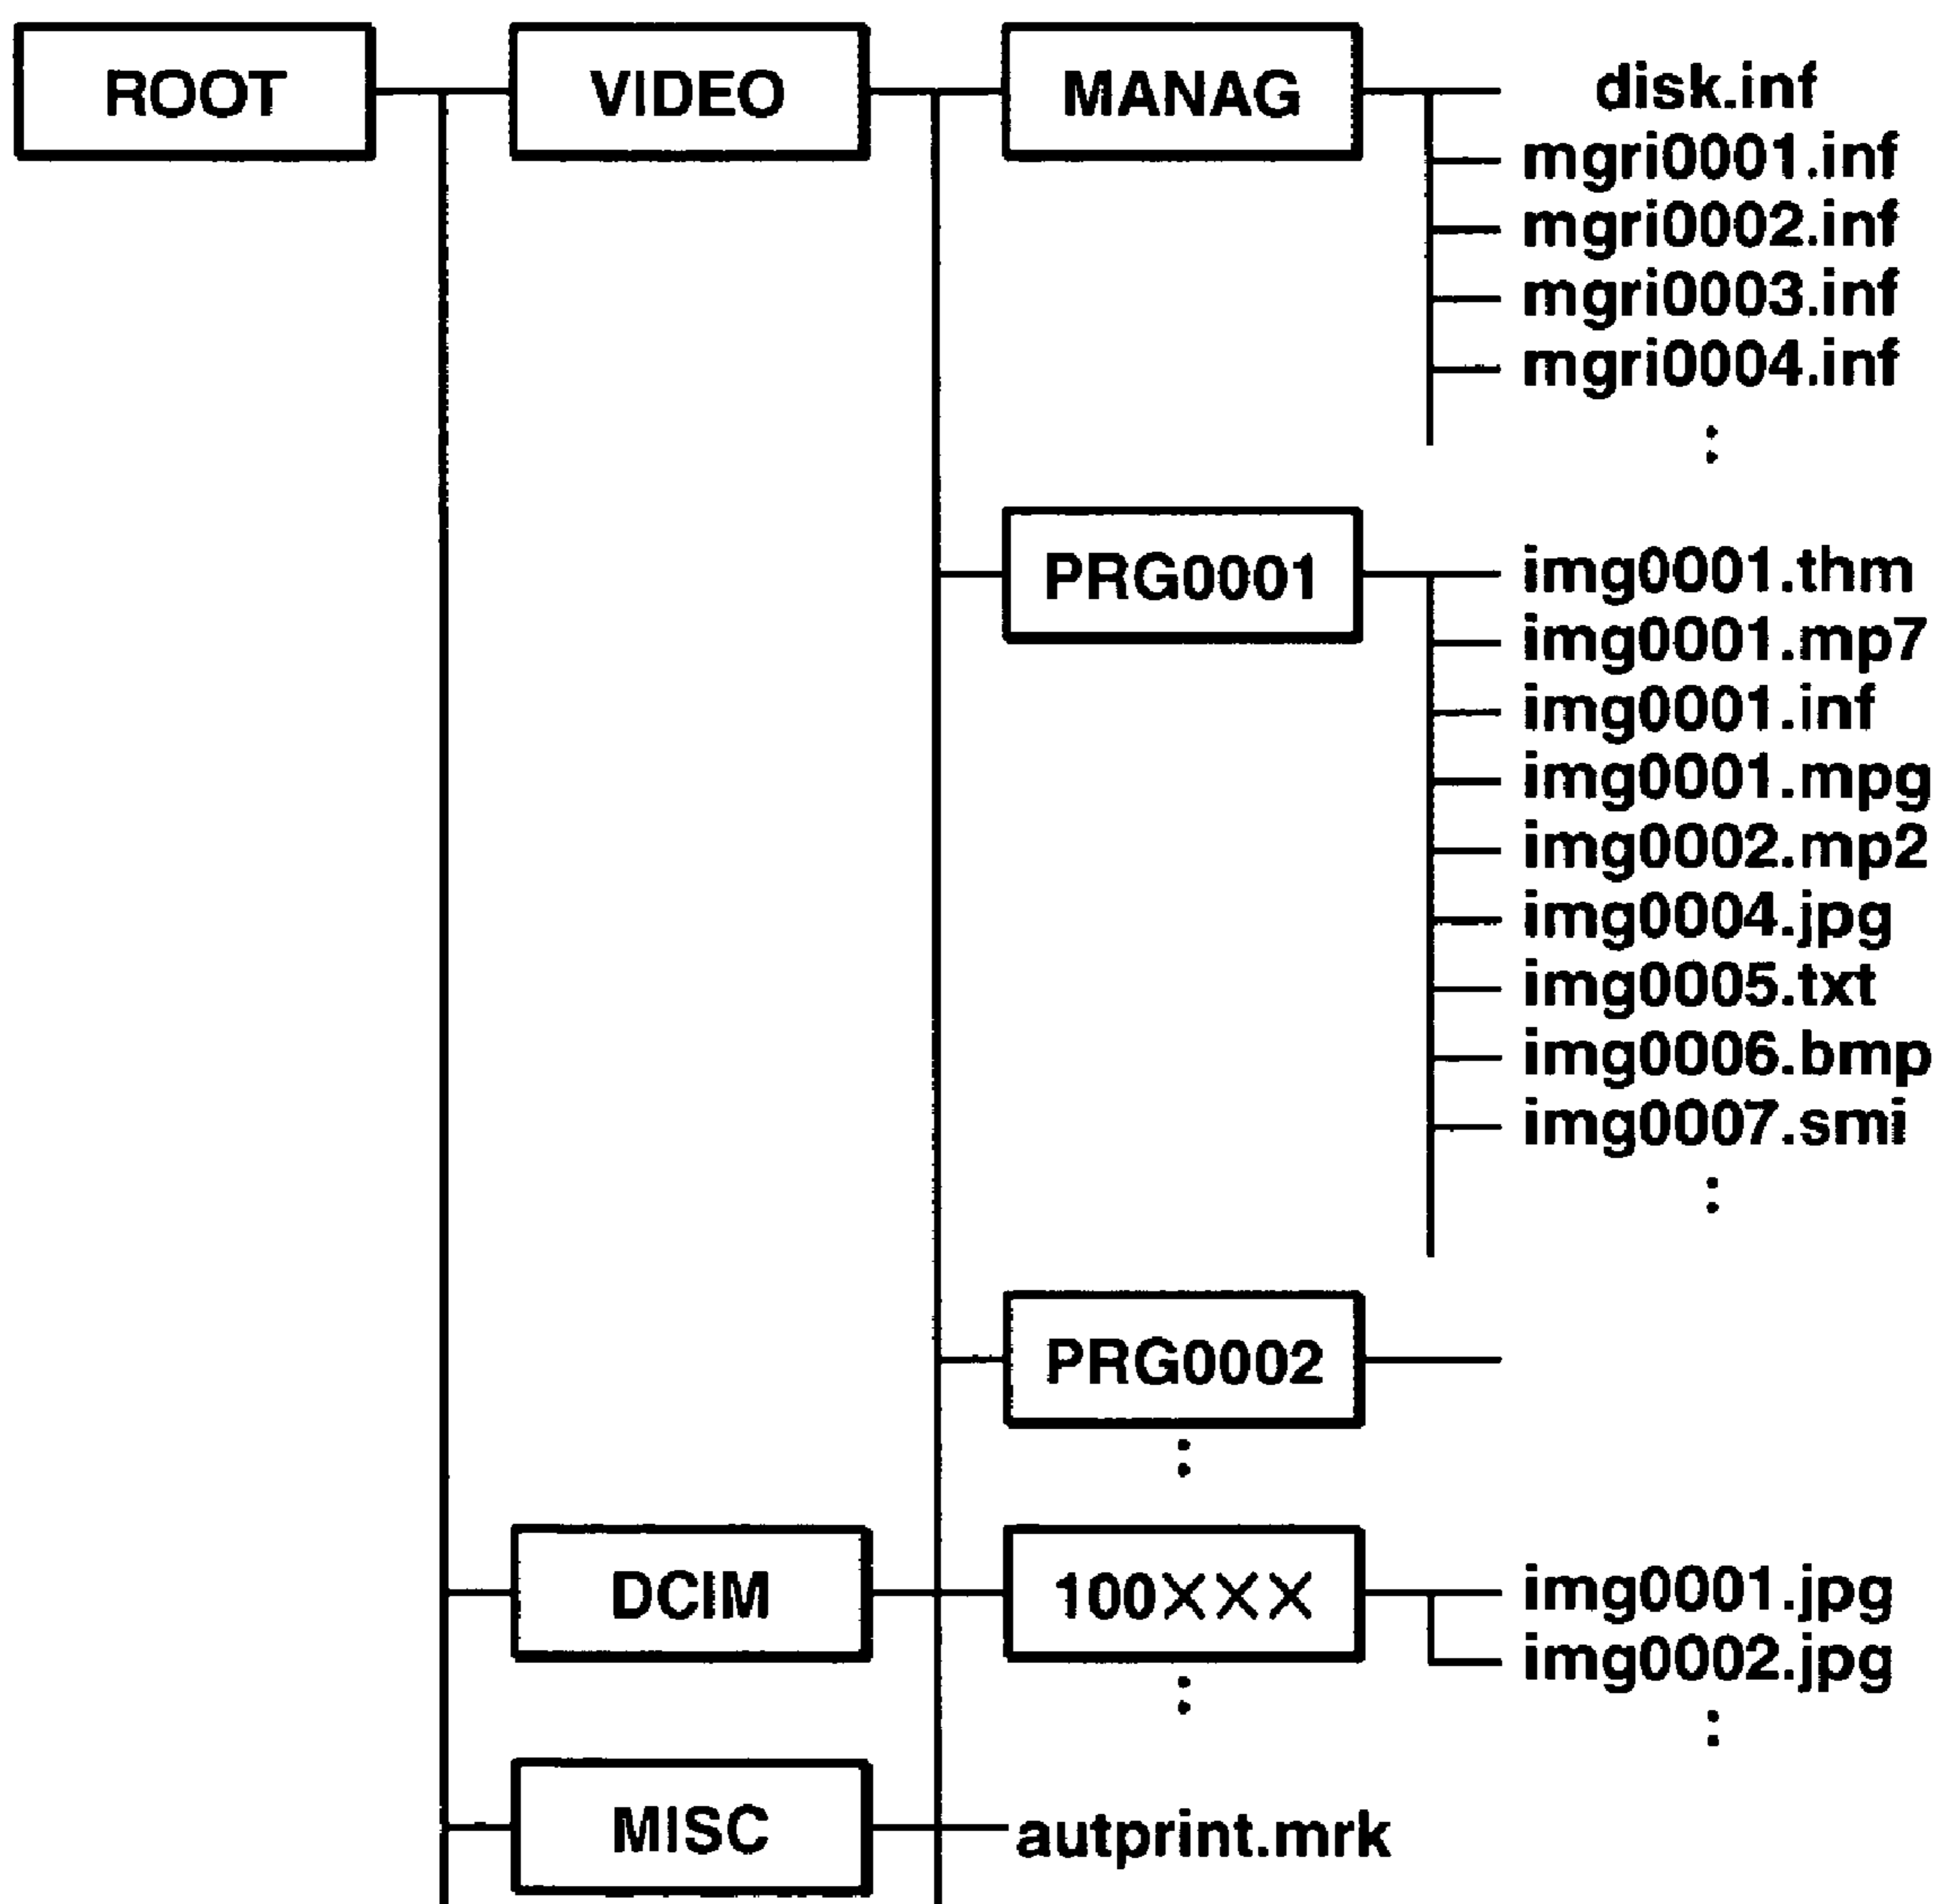 ROOT
VIDEO
MANAG
disk.inf
mgri0001.inf
mgri0002.inf
mgri0003.inf
mgri0004.inf
:
PRG0001
img0001.thm
img0001.mp7
img0001.inf
img0001.mpg
img0002.mp2
img0004.jpg
img0005.txt
img0006.bmp
img0007.smi
:
PRG0002
:
DCIM
100XXX
img0001.jpg
img0002.jpg
:
:
MISC
autprint.mrk